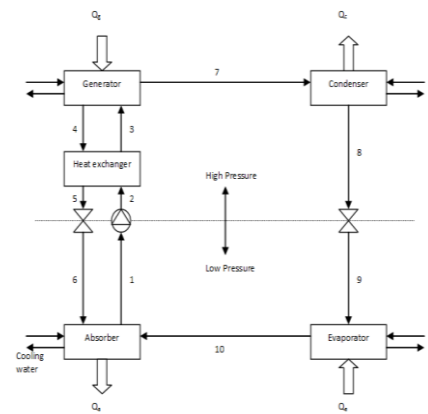 Qg Qc
7
Generator Condenser
4 3
8
Heat exchanger
High Pressure
5 2
Low Pressure
6 1 9
Absorber Evaporator
10
Cooling
water
Qa Qe